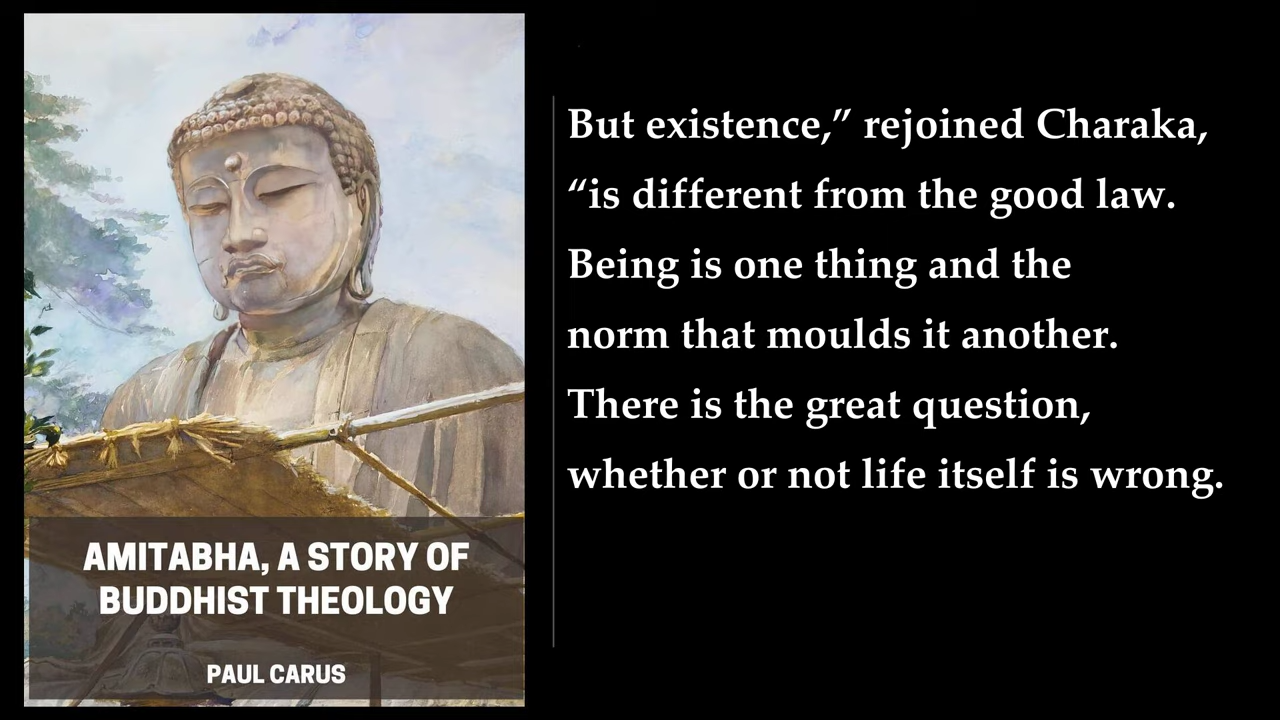 But existence,” rejoined Charaka,
“is different from the good law.
Being is one thing and the
norm that moulds it another.
There is the great question,
whether or not life itself is wrong.
AMITABHA, A STORY OF
BUDDHIST THEOLOGY
PAUL CARUS